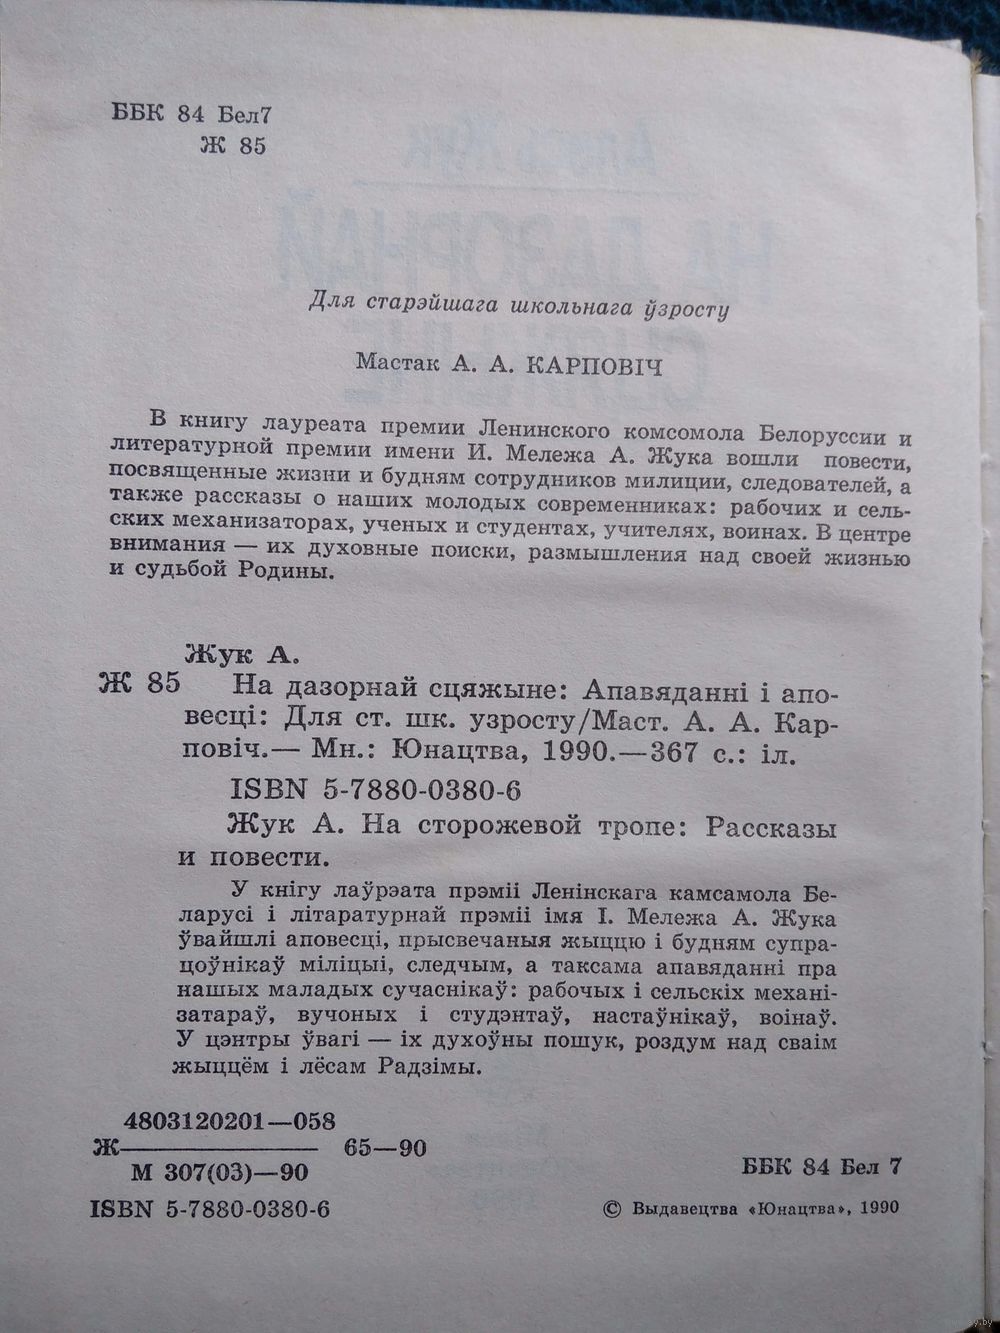 ББК 84 Бел7
Ж 85
Для старэйшага школьнага ўзросту
Мастак А. А. КАРПОВІЧ
В книгу лауреата премии Ленинского комсомола Белоруссии и
литературной премии имени И. Мележа А. Жука вошли повести,
посвященные жизни и будням сотрудников милиции, следователей, а
также рассказы о наших молодых современниках: рабочих и сель-
ских механизаторах, ученых и студентах, учителях, воинах. В центре
внимания — их духовные поиски, размышления над своей жизнью
и судьбой Родины.
Жук А.
Ж 85 На дазорнай сцяжыне: Апавяданні і апо-
весці: Для ст. шк. узросту/Маст. А. А. Кар-
повіч.— Мн.: Юнацтва, 1990.—367 с.: іл.
ISBN 5-7880-0380-6
Жук А. На сторожевой тропе: Рассказы
и повести.
У кнігу лаўрэата прэміі Ленінскага камсамола Бе-
ларусі і літаратурнай прэміі імя І. Мележа А. Жука
ўвайшлі аповесці, прысвечаныя жыццю і будням супра-
цоўнікаў міліцыі, следчым, а таксама апавяданні пра
нашых маладых сучаснікаў: рабочых і сельскіх механі-
затараў, вучоных і студэнтаў, настаўнікаў, воінаў.
У цэнтры ўвагі — іх духоўны пошук, роздум над сваім
жыццём і лёсам Радзімы.
4803120201—058
Ж— 65—90
М 307(03)—90
ББК 84 Бел 7
ISBN 5-7880-0380-6
© Выдавецтва «Юнацтва», 1990